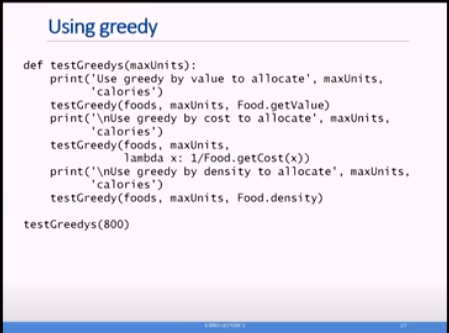 Using greedy
def testGreedys(maxUnits):
    print('Use greedy by value to allocate', maxUnits,
          'calories')
    testGreedy(foods, maxUnits, Food.getValue)
    print('\nUse greedy by cost to allocate', maxUnits,
          'calories')
    testGreedy(foods, maxUnits,
               lambda x: 1/Food.getCost(x))
    print('\nUse greedy by density to allocate', maxUnits,
          'calories')
    testGreedy(foods, maxUnits, Food.density)
testGreedys(800)
LECTURE 1